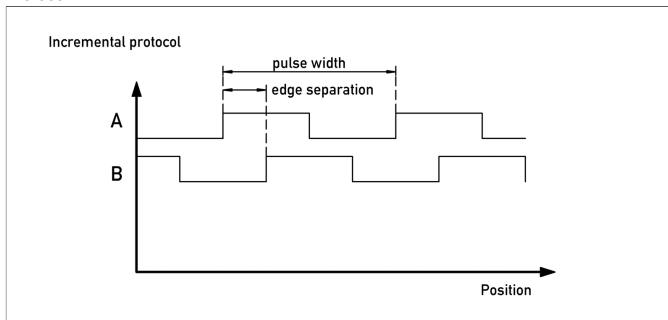 Incremental protocol
pulse width
edge separation
A
B
Position